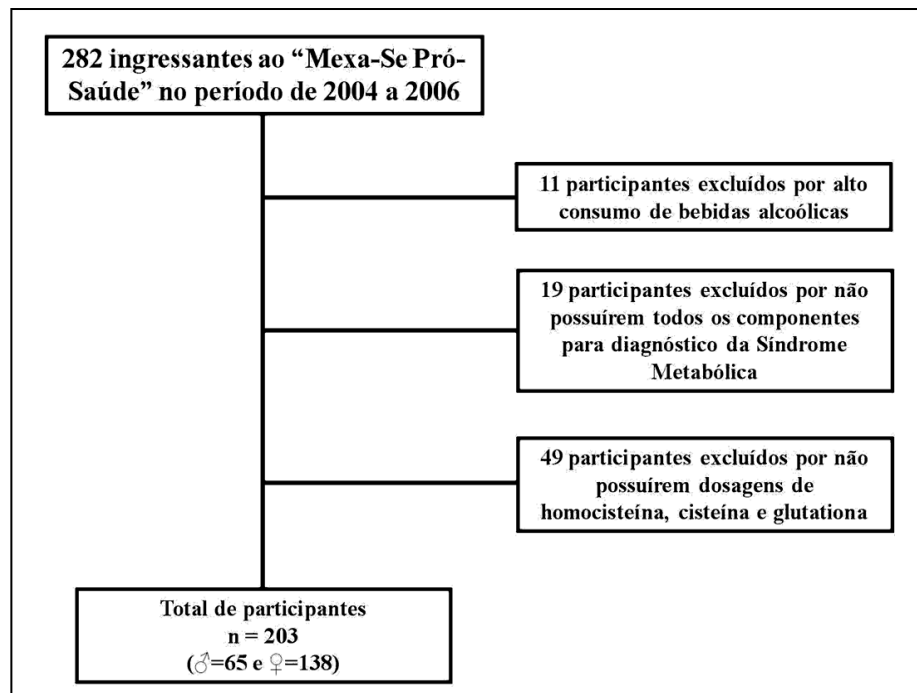 282 ingressantes ao “Mexa-Se Pró-
Saúde” no período de 2004 a 2006
11 participantes excluídos por alto
consumo de bebidas alcoólicas
19 participantes excluídos por não
possuírem todos os componentes
para diagnóstico da Síndrome
Metabólica
49 participantes excluídos por não
possuírem dosagens de
homocisteína, cisteína e glutationa
Total de participantes
n = 203
(♂=65 e ♀=138)